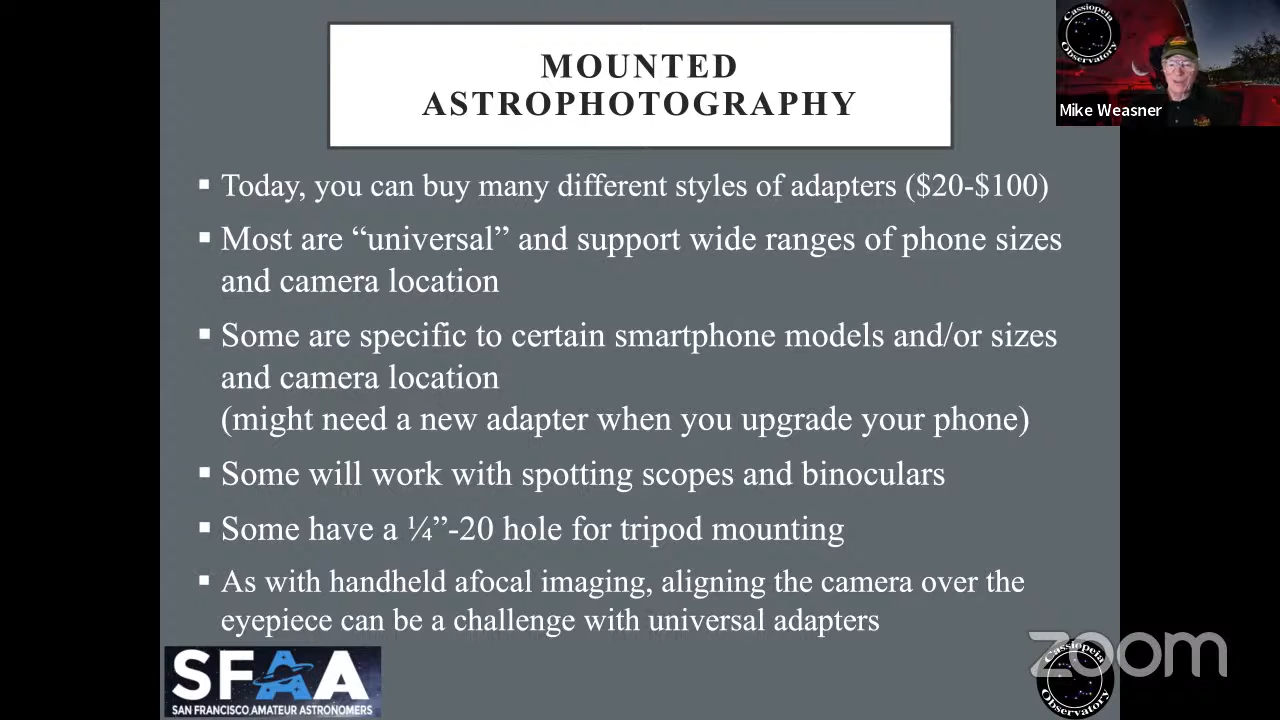 MOUNTED
ASTROPHOTOGRAPHY
Cassiopeia
Observatory
Mike Weasner
▪ Today, you can buy many different styles of adapters ($20-$100)
▪ Most are “universal” and support wide ranges of phone sizes
and camera location
▪ Some are specific to certain smartphone models and/or sizes
and camera location
(might need a new adapter when you upgrade your phone)
▪ Some will work with spotting scopes and binoculars
▪ Some have a ¼”-20 hole for tripod mounting
▪ As with handheld afocal imaging, aligning the camera over the
eyepiece can be a challenge with universal adapters
SFAA
SAN FRANCISCO AMATEUR ASTRONOMERS
zoom
Cassiopeia
Observatory